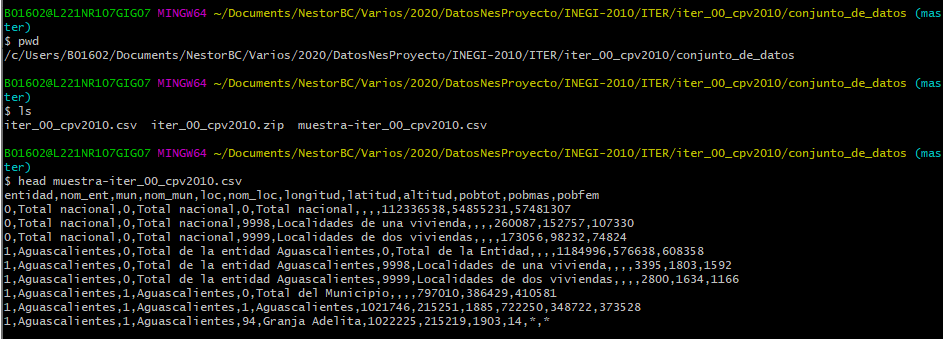 B01602@L221NR107GIG07 MINGW64 ~/Documents/NestorBC/Varios/2020/DatosNesProyecto/INEGI-2010/ITER/iter_00_cpv2010/conjunto_de_datos (mas
ter)
$ pwd
/c/Users/B01602/Documents/NestorBC/Varios/2020/DatosNesProyecto/INEGI-2010/ITER/iter_00_cpv2010/conjunto_de_datos
B01602@L221NR107GIG07 MINGW64 ~/Documents/NestorBC/Varios/2020/DatosNesProyecto/INEGI-2010/ITER/iter_00_cpv2010/conjunto_de_datos (mas
ter)
$ ls
iter_00_cpv2010.csv  iter_00_cpv2010.zip  muestra-iter_00_cpv2010.csv
B01602@L221NR107GIG07 MINGW64 ~/Documents/NestorBC/Varios/2020/DatosNesProyecto/INEGI-2010/ITER/iter_00_cpv2010/conjunto_de_datos (mas
ter)
$ head muestra-iter_00_cpv2010.csv
entidad,nom_ent,mun,nom_mun,loc,nom_loc,longitud,latitud,altitud,pobtot,pobmas,pobfem
0,Total nacional,0,Total nacional,0,Total nacional,,,,112336538,54855231,57481307
0,Total nacional,0,Total nacional,9998,Localidades de una vivienda,,,,260087,152757,107330
0,Total nacional,0,Total nacional,9999,Localidades de dos viviendas,,,,173056,98232,74824
1,Aguascalientes,0,Total de la entidad Aguascalientes,0,Total de la Entidad,,,,1184996,576638,608358
1,Aguascalientes,0,Total de la entidad Aguascalientes,9998,Localidades de una vivienda,,,,3395,1803,1592
1,Aguascalientes,0,Total de la entidad Aguascalientes,9999,Localidades de dos viviendas,,,,2800,1634,1166
1,Aguascalientes,1,Aguascalientes,0,Total del Municipio,,,,797010,386429,410581
1,Aguascalientes,1,Aguascalientes,1,Aguascalientes,1021746,215251,1885,722250,348722,373528
1,Aguascalientes,1,Aguascalientes,94,Granja Adelita,1022225,215219,1903,14,*,*